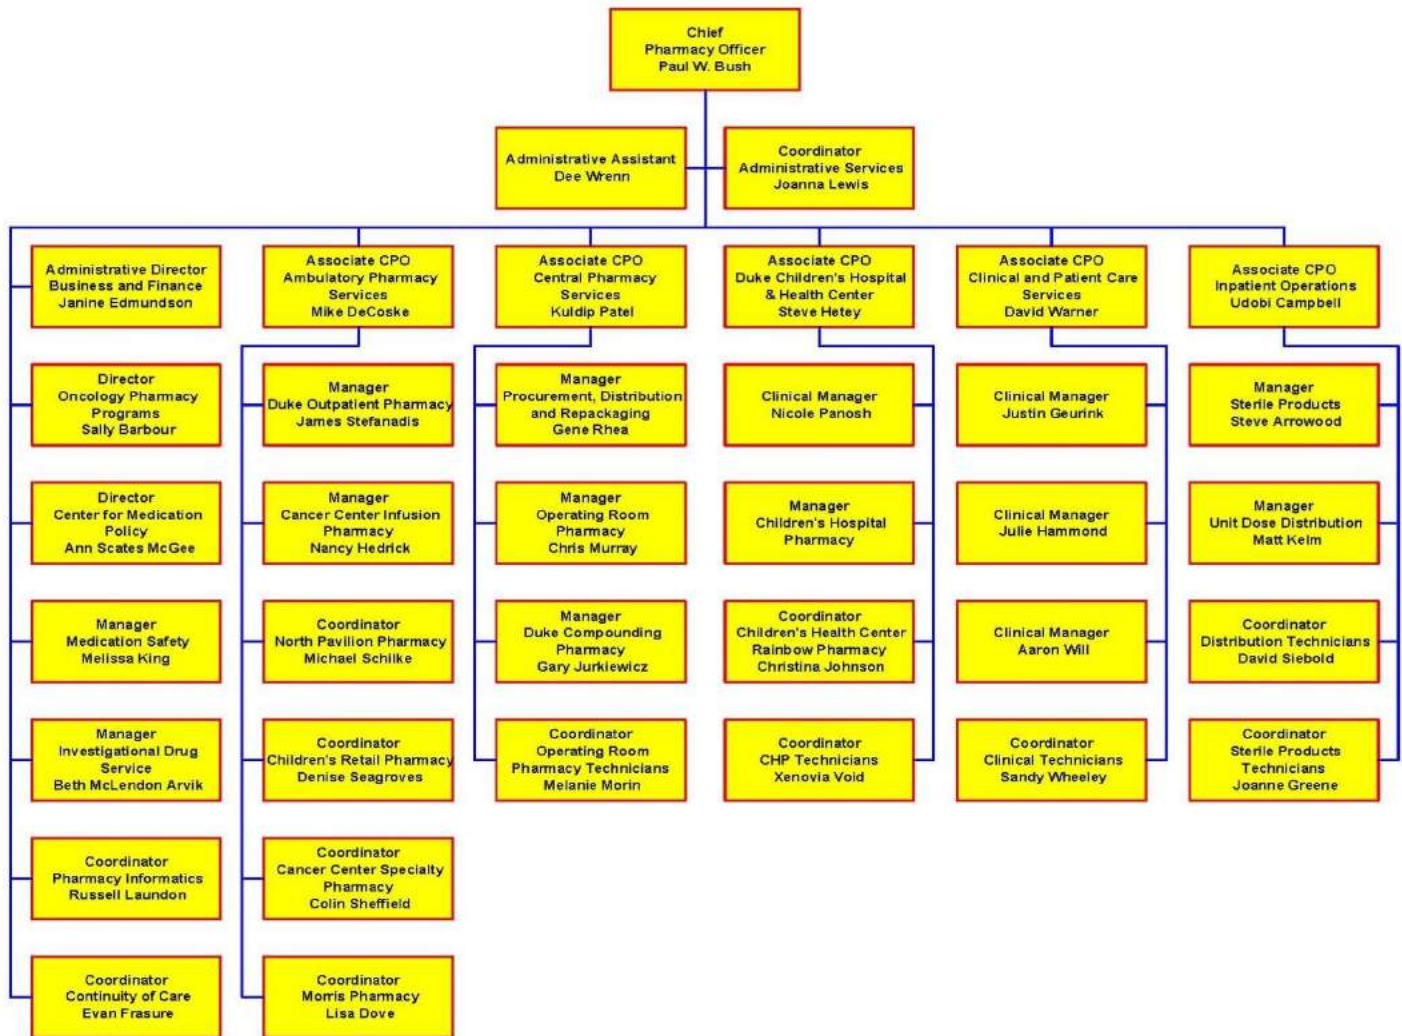 Chief
Pharmacy Officer
Paul W. Bush
Administrative Assistant
Dee Wrenn
Coordinator
Administrative Services
Joanna Lewis
Administrative Director
Business and Finance
Janine Edmundson
Associate CPO
Ambulatory Pharmacy
Services
Mike DeCoske
Associate CPO
Central Pharmacy
Services
Kuldip Patel
Associate CPO
Duke Children's Hospital
& Health Center
Steve Hetey
Associate CPO
Clinical and Patient Care
Services
David Warner
Associate CPO
Inpatient Operations
Udobi Campbell
Director
Oncology Pharmacy
Programs
Sally Barbour
Manager
Duke Outpatient Pharmacy
James Stefanadis
Manager
Procurement, Distribution
and Repackaging
Gene Rhea
Clinical Manager
Nicole Panosh
Clinical Manager
Justin Geurink
Manager
Sterile Products
Steve Arrowood
Director
Center for Medication
Policy
Ann Scates McGee
Manager
Cancer Center Infusion
Pharmacy
Nancy Hedrick
Manager
Operating Room
Pharmacy
Chris Murray
Manager
Children's Hospital
Pharmacy
Clinical Manager
Julie Hammond
Manager
Unit Dose Distribution
Matt Kelm
Manager
Medication Safety
Melissa King
Coordinator
North Pavilion Pharmacy
Michael Schilke
Manager
Duke Compounding
Pharmacy
Gary Jurkiewicz
Coordinator
Children's Health Center
Rainbow Pharmacy
Christina Johnson
Clinical Manager
Aaron Will
Coordinator
Distribution Technicians
David Siebold
Manager
Investigational Drug
Service
Beth McLendon Arvik
Coordinator
Children's Retail Pharmacy
Denise Seagroves
Coordinator
Operating Room
Pharmacy Technicians
Melanie Morin
Coordinator
CHP Technicians
Xenovia Void
Coordinator
Clinical Technicians
Sandy Wheeley
Coordinator
Sterile Products
Technicians
Joanne Greene
Coordinator
Pharmacy Informatics
Russell Laundon
Coordinator
Cancer Center Specialty
Pharmacy
Colin Sheffield
Coordinator
Continuity of Care
Evan Frasure
Coordinator
Morris Pharmacy
Lisa Dove